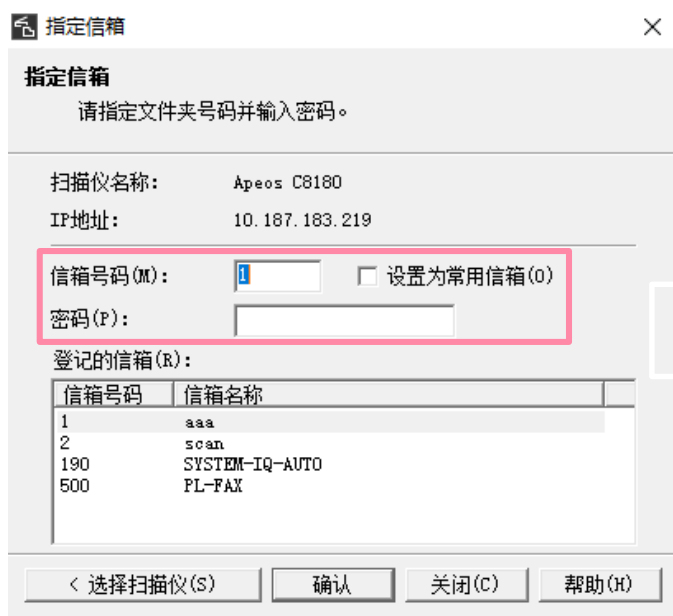 指定信箱
指定信箱
请指定文件夹号码并输入密码。
扫描仪名称: Apeos C8180
IP地址: 10.187.183.219
信箱号码(M): 1 设置为常用信箱(O)
密码(P):
登记的信箱(R):
信箱号码 信箱名称
1 aaa
2 scan
190 SYSTEM-IQ-AUTO
500 PL-FAX
< 选择扫描仪(S) 确认 关闭(C) 帮助(H)